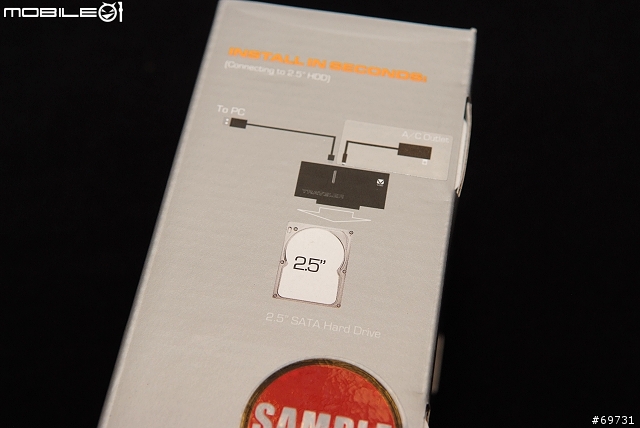 MOBILE01
INSTALL IN SECONDS:
[Connecting to 2.5" HDD]
To PC
2.5"
2.5" SATA Hard Drive
SAMPLE
#69731